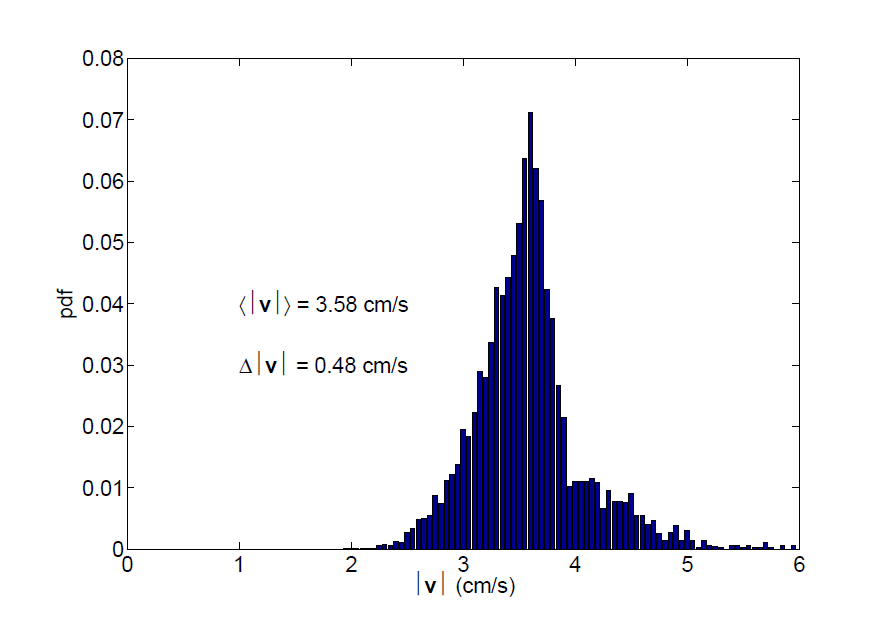 0.08
0.07
0.06
0.05
0.04
0.03
0.02
0.01
0
pdf
⟨|v|⟩ = 3.58 cm/s
Δ|v| = 0.48 cm/s
0 1 2 3 4 5 6
|v| (cm/s)